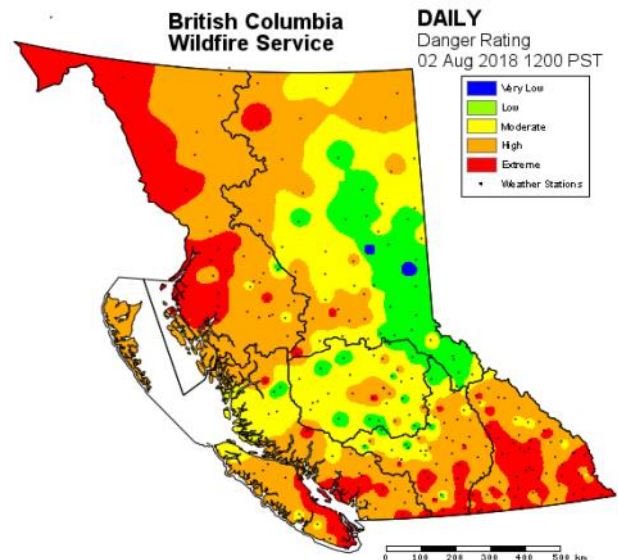 British Columbia
Wildfire Service
DAILY
Danger Rating
02 Aug 2018 1200 PST
Very Low
Low
Moderate
High
Extreme
Weather Stations
0 100 200 300 400 500 km